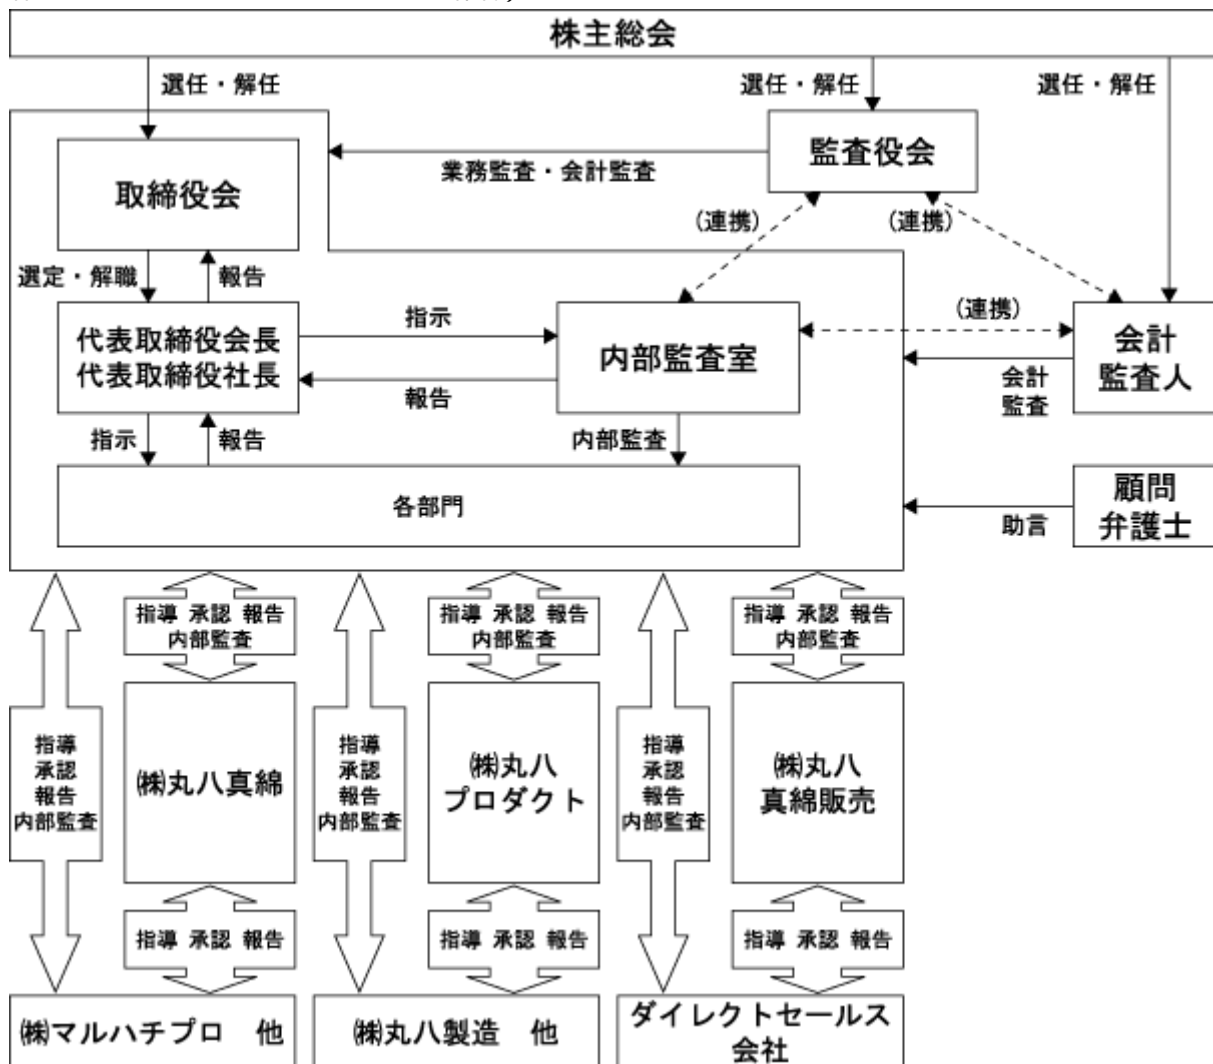 株主総会
選任・解任
選任・解任
選任・解任
監査役会
業務監査・会計監査
取締役会
(連携)
(連携)
選定・解職
報告
代表取締役会長
代表取締役社長
指示
報告
内部監査室
(連携)
会計
監査人
会計
監査
指示
報告
内部監査
各部門
顧問
弁護士
助言
指導 承認 報告
内部監査
指導 承認 報告
内部監査
指導 承認 報告
内部監査
指導
承認
報告
内部監査
㈱丸八真綿
指導
承認
報告
内部監査
㈱丸八
プロダクト
指導
承認
報告
内部監査
㈱丸八
真綿販売
指導 承認 報告
指導 承認 報告
指導 承認 報告
㈱マルハチプロ 他
㈱丸八製造 他
ダイレクトセールス
会社